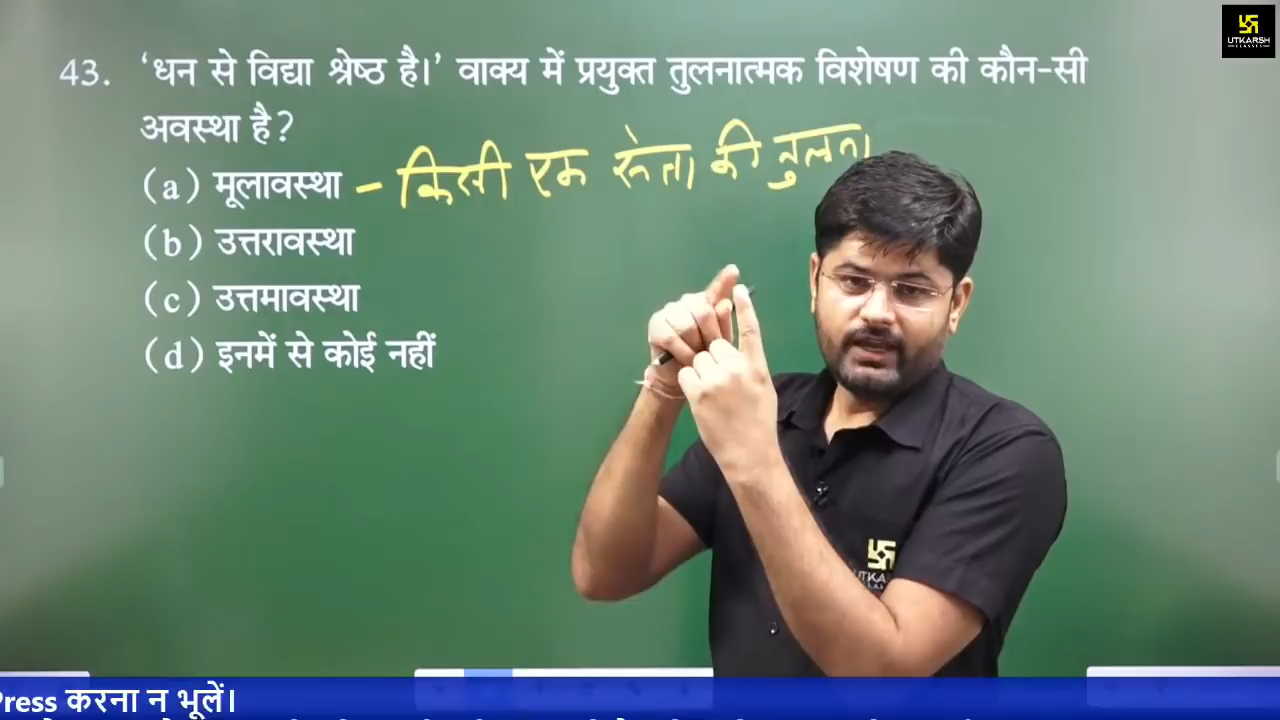 UTKARSH
CLASSES
43. ‘धन से विद्या श्रेष्ठ है।’ वाक्य में प्रयुक्त तुलनात्मक विशेषण की कौन-सी
अवस्था है?
(a) मूलावस्था - किसी एक की तुलना
(b) उत्तरावस्था
(c) उत्तमावस्था
(d) इनमें से कोई नहीं
Press करना न भूलें।